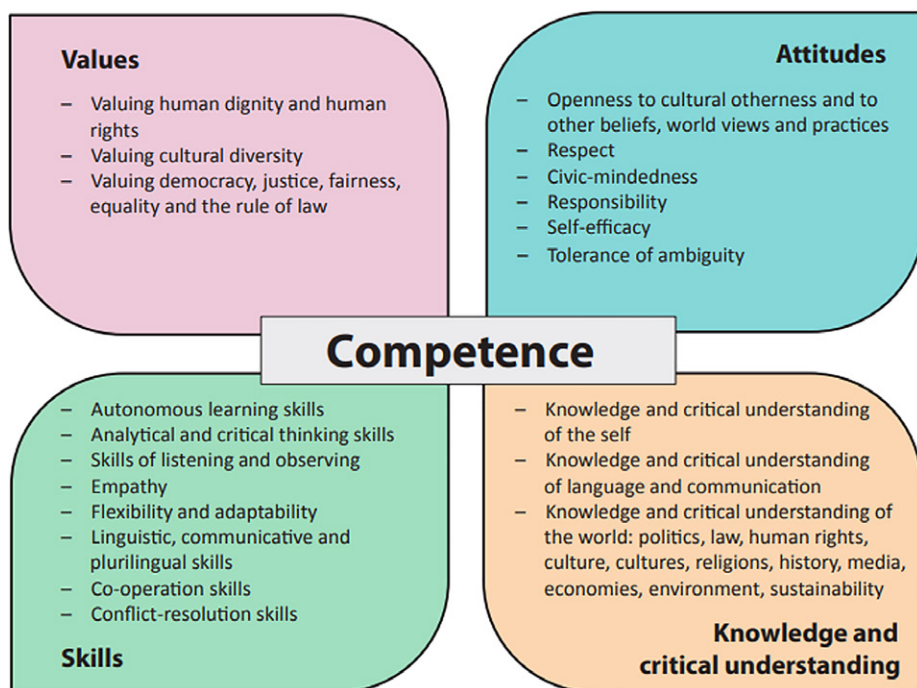 Values
– Valuing human dignity and human
rights
– Valuing cultural diversity
– Valuing democracy, justice, fairness,
equality and the rule of law
Attitudes
– Openness to cultural otherness and to
other beliefs, world views and practices
– Respect
– Civic-mindedness
– Responsibility
– Self-efficacy
– Tolerance of ambiguity
Competence
– Autonomous learning skills
– Analytical and critical thinking skills
– Skills of listening and observing
– Empathy
– Flexibility and adaptability
– Linguistic, communicative and
plurilingual skills
– Co-operation skills
– Conflict-resolution skills
Skills
– Knowledge and critical understanding
of the self
– Knowledge and critical understanding
of language and communication
– Knowledge and critical understanding of
the world: politics, law, human rights,
culture, cultures, religions, history, media,
economies, environment, sustainability
Knowledge and
critical understanding